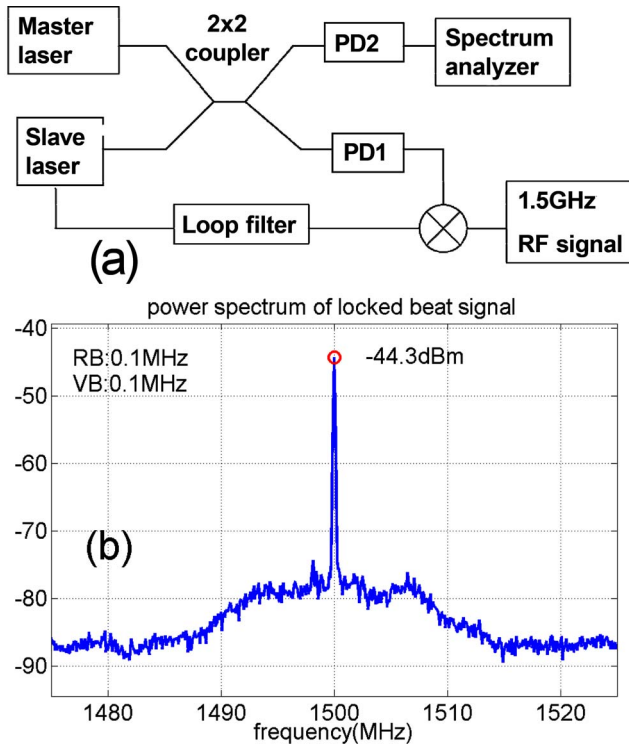 Master
laser
2x2
coupler
PD2
Spectrum
analyzer
Slave
laser
PD1
Loop filter
1.5GHz
RF signal
(a)
power spectrum of locked beat signal
-40
RB:0.1MHz
VB:0.1MHz
-44.3dBm
-50
-60
-70
(b)
-80
-90
1480
1490
1500
1510
1520
frequency(MHz)